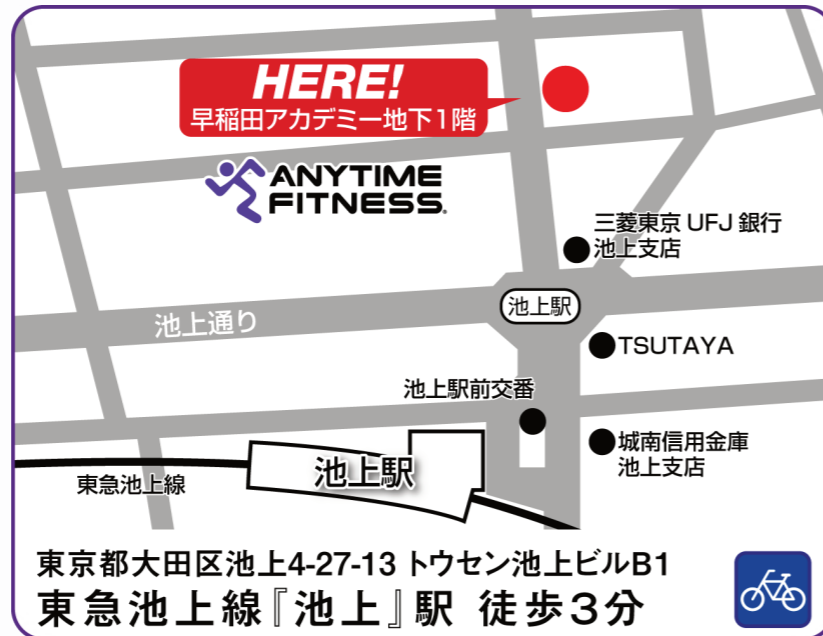 HERE!
早稲田アカデミー地下1階
ANYTIME
FITNESS.
三菱東京 UFJ 銀行
池上支店
池上駅
池上通り
TSUTAYA
池上駅前交番
城南信用金庫
池上支店
池上駅
東急池上線
東京都大田区池上4-27-13 トウセン池上ビルB1
東急池上線『池上』駅 徒歩3分